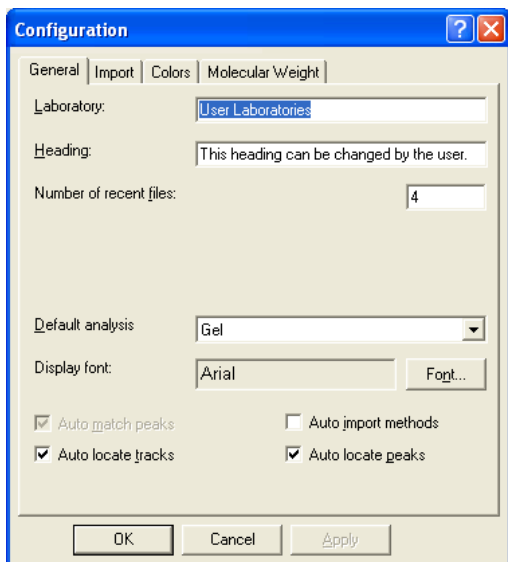 Configuration
General Import Colors Molecular Weight
Laboratory: User Laboratories
Heading: This heading can be changed by the user.
Number of recent files: 4
Default analysis Gel
Display font: Arial Font...
Auto match peaks Auto import methods
Auto locate tracks Auto locate peaks
OK Cancel Apply